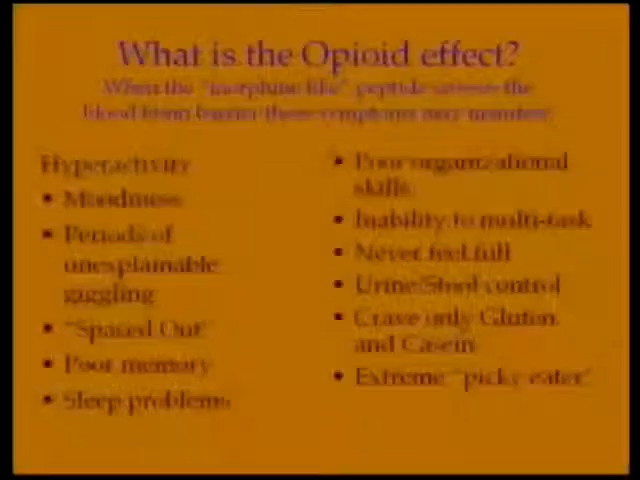 What is the Opioid effect?
When the "morphine like" peptide crosses the
blood brain barrier these symptoms may manifest
Hyperactivity
• Moodiness
• Periods of
unexplainable
gaggling
• "Spaced Out"
• Poor memory
• Sleep problems
• Poor organizational
skills
• Inability to multi-task
• Never feel full
• Urine/Stool control
• Crave only Gluten
and Casein
• Extreme "picky eater"